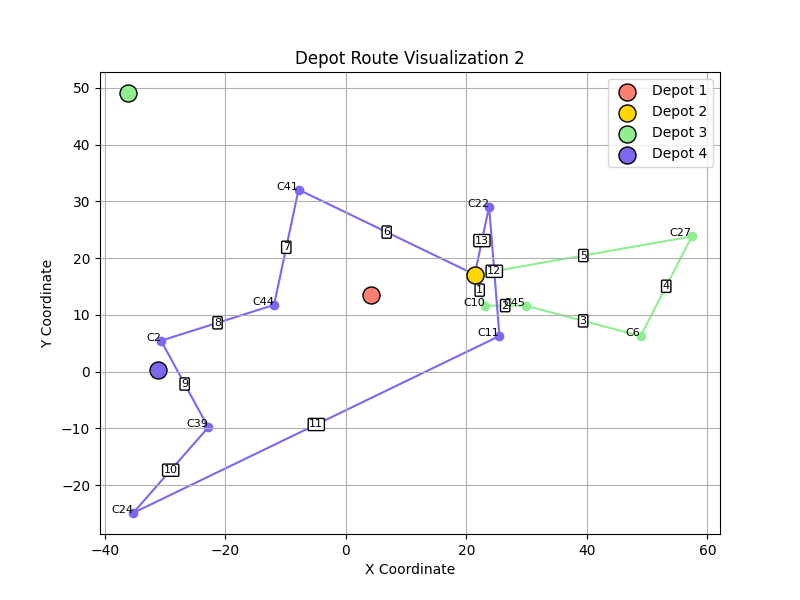 Depot Route Visualization 2
Depot 1
Depot 2
Depot 3
Depot 4
Y Coordinate
50
40
30
20
10
0
−10
−20
C41
C22
C27
6
7
13
5
12
1
4
C44
C10
2
C45
8
3
C2
C11
C6
9
C39
11
10
C24
−40
−20
0
20
40
60
X Coordinate